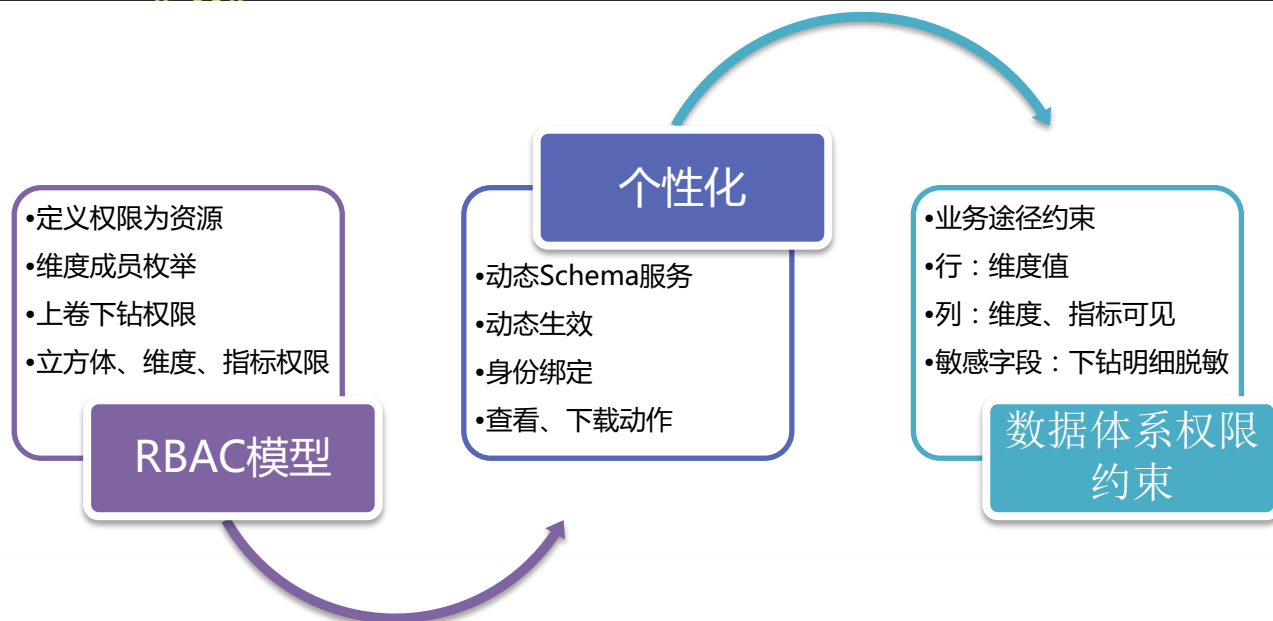 •定义权限为资源
•维度成员枚举
•上卷下钻权限
•立方体、维度、指标权限
RBAC模型
个性化
•动态Schema服务
•动态生效
•身份绑定
•查看、下载动作
•业务途径约束
•行：维度值
•列：维度、指标可见
•敏感字段：下钻明细脱敏
数据体系权限
约束